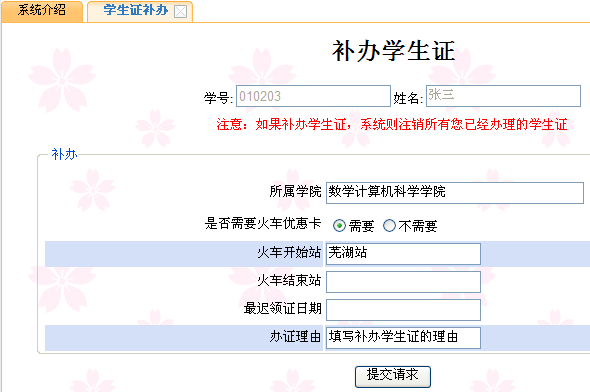 系统介绍 学生证补办
补办学生证
学号: 010203 姓名: 张三
注意：如果补办学生证，系统则注销所有您已经办理的学生证
补办
所属学院 数学计算机科学学院
是否需要火车优惠卡 需要 不需要
火车开始站 芜湖站
火车结束站
最迟领证日期
办证理由 填写补办学生证的理由
提交请求